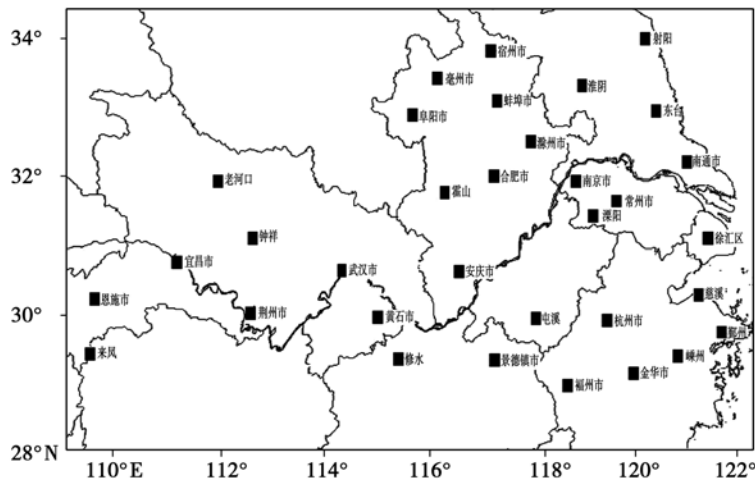 34°
射阳
宿州市
亳州市
淮阴
蚌埠市
东台
阜阳市
滁州市
南通市
32°
老河口
合肥市
南京市
霍山
常州市
溧阳
钟祥
徐汇区
宜昌市
武汉市
安庆市
慈溪
恩施市
30°
荆州市
黄石市
屯溪
杭州市
鄞州
来凤
修水
景德镇市
嵊州
金华市
福州市
28°N
110°E
112°
114°
116°
118°
120°
122°